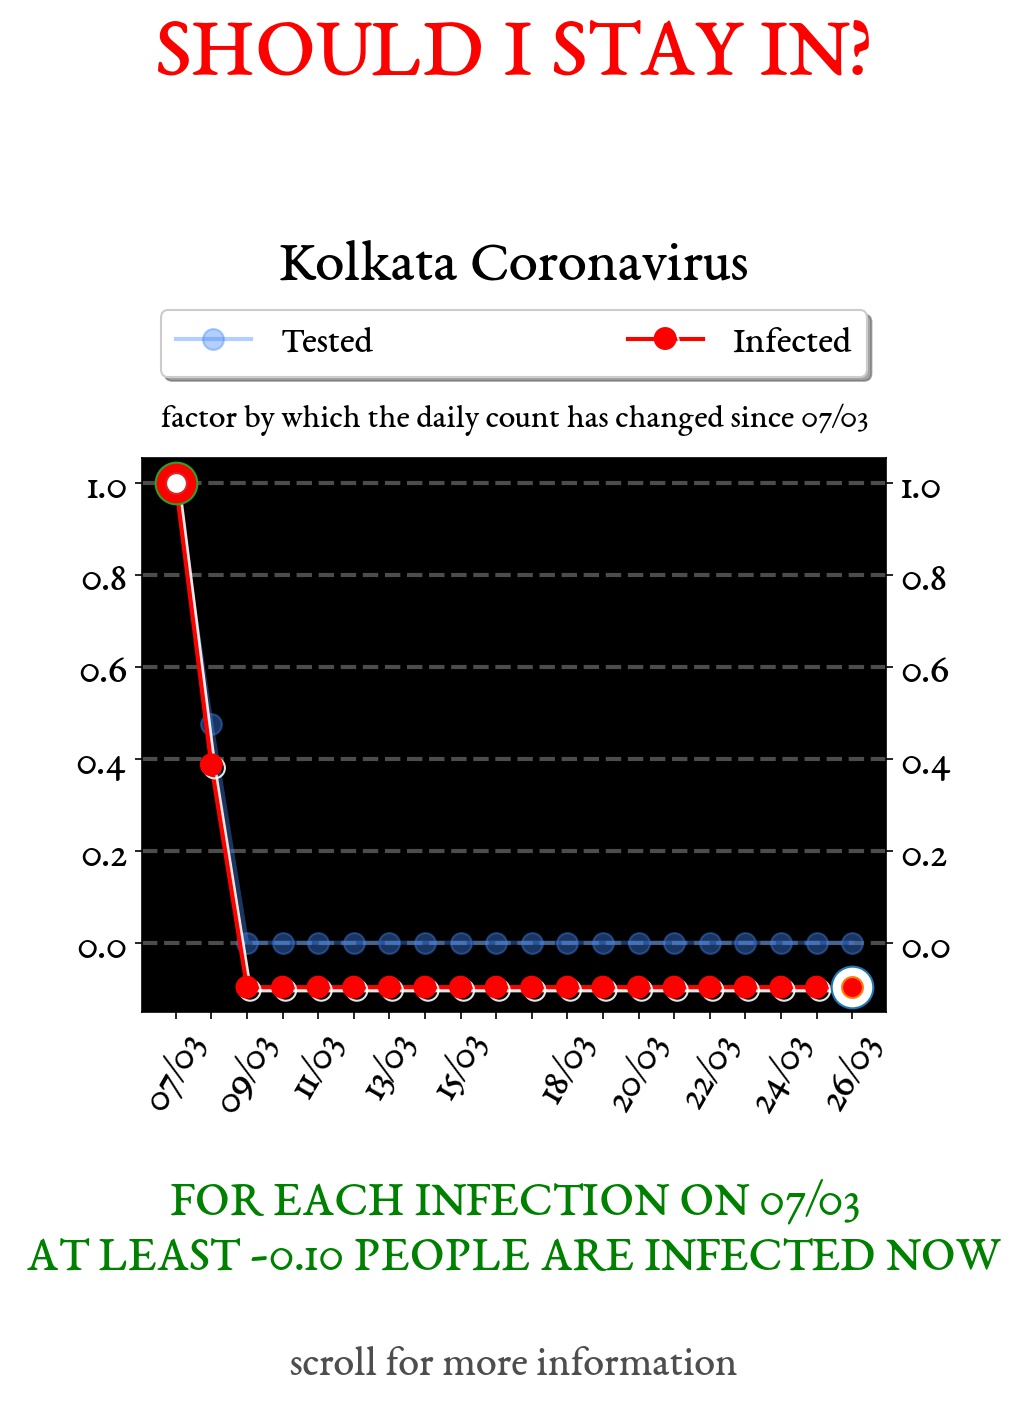 SHOULD I STAY IN?
Kolkata Coronavirus
Tested Infected
factor by which the daily count has changed since 07/03
1.0 1.0
0.8 0.8
0.6 0.6
0.4 0.4
0.2 0.2
0.0 0.0
07/03 09/03 11/03 13/03 15/03 18/03 20/03 22/03 24/03 26/03
FOR EACH INFECTION ON 07/03
AT LEAST -0.10 PEOPLE ARE INFECTED NOW
scroll for more information